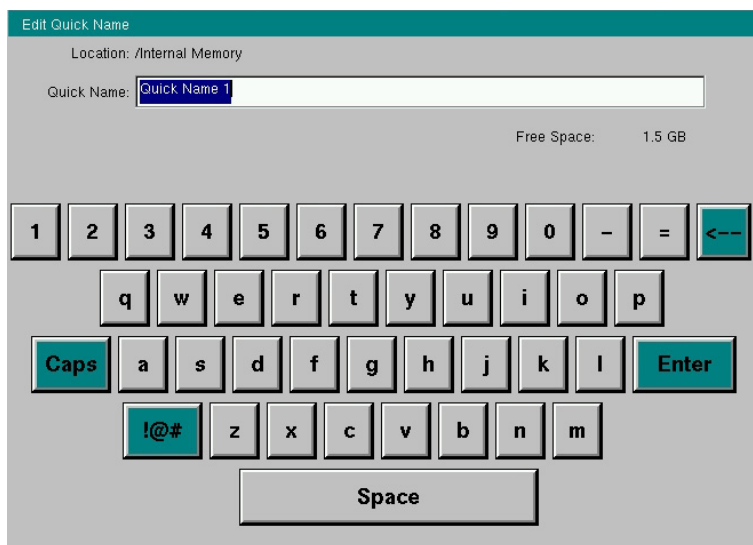 Edit Quick Name
Location: /Internal Memory
Quick Name: Quick Name 1
Free Space: 1.5 GB
1 2 3 4 5 6 7 8 9 0 - = <--
q w e r t y u i o p
Caps a s d f g h j k l Enter
!@# z x c v b n m
Space